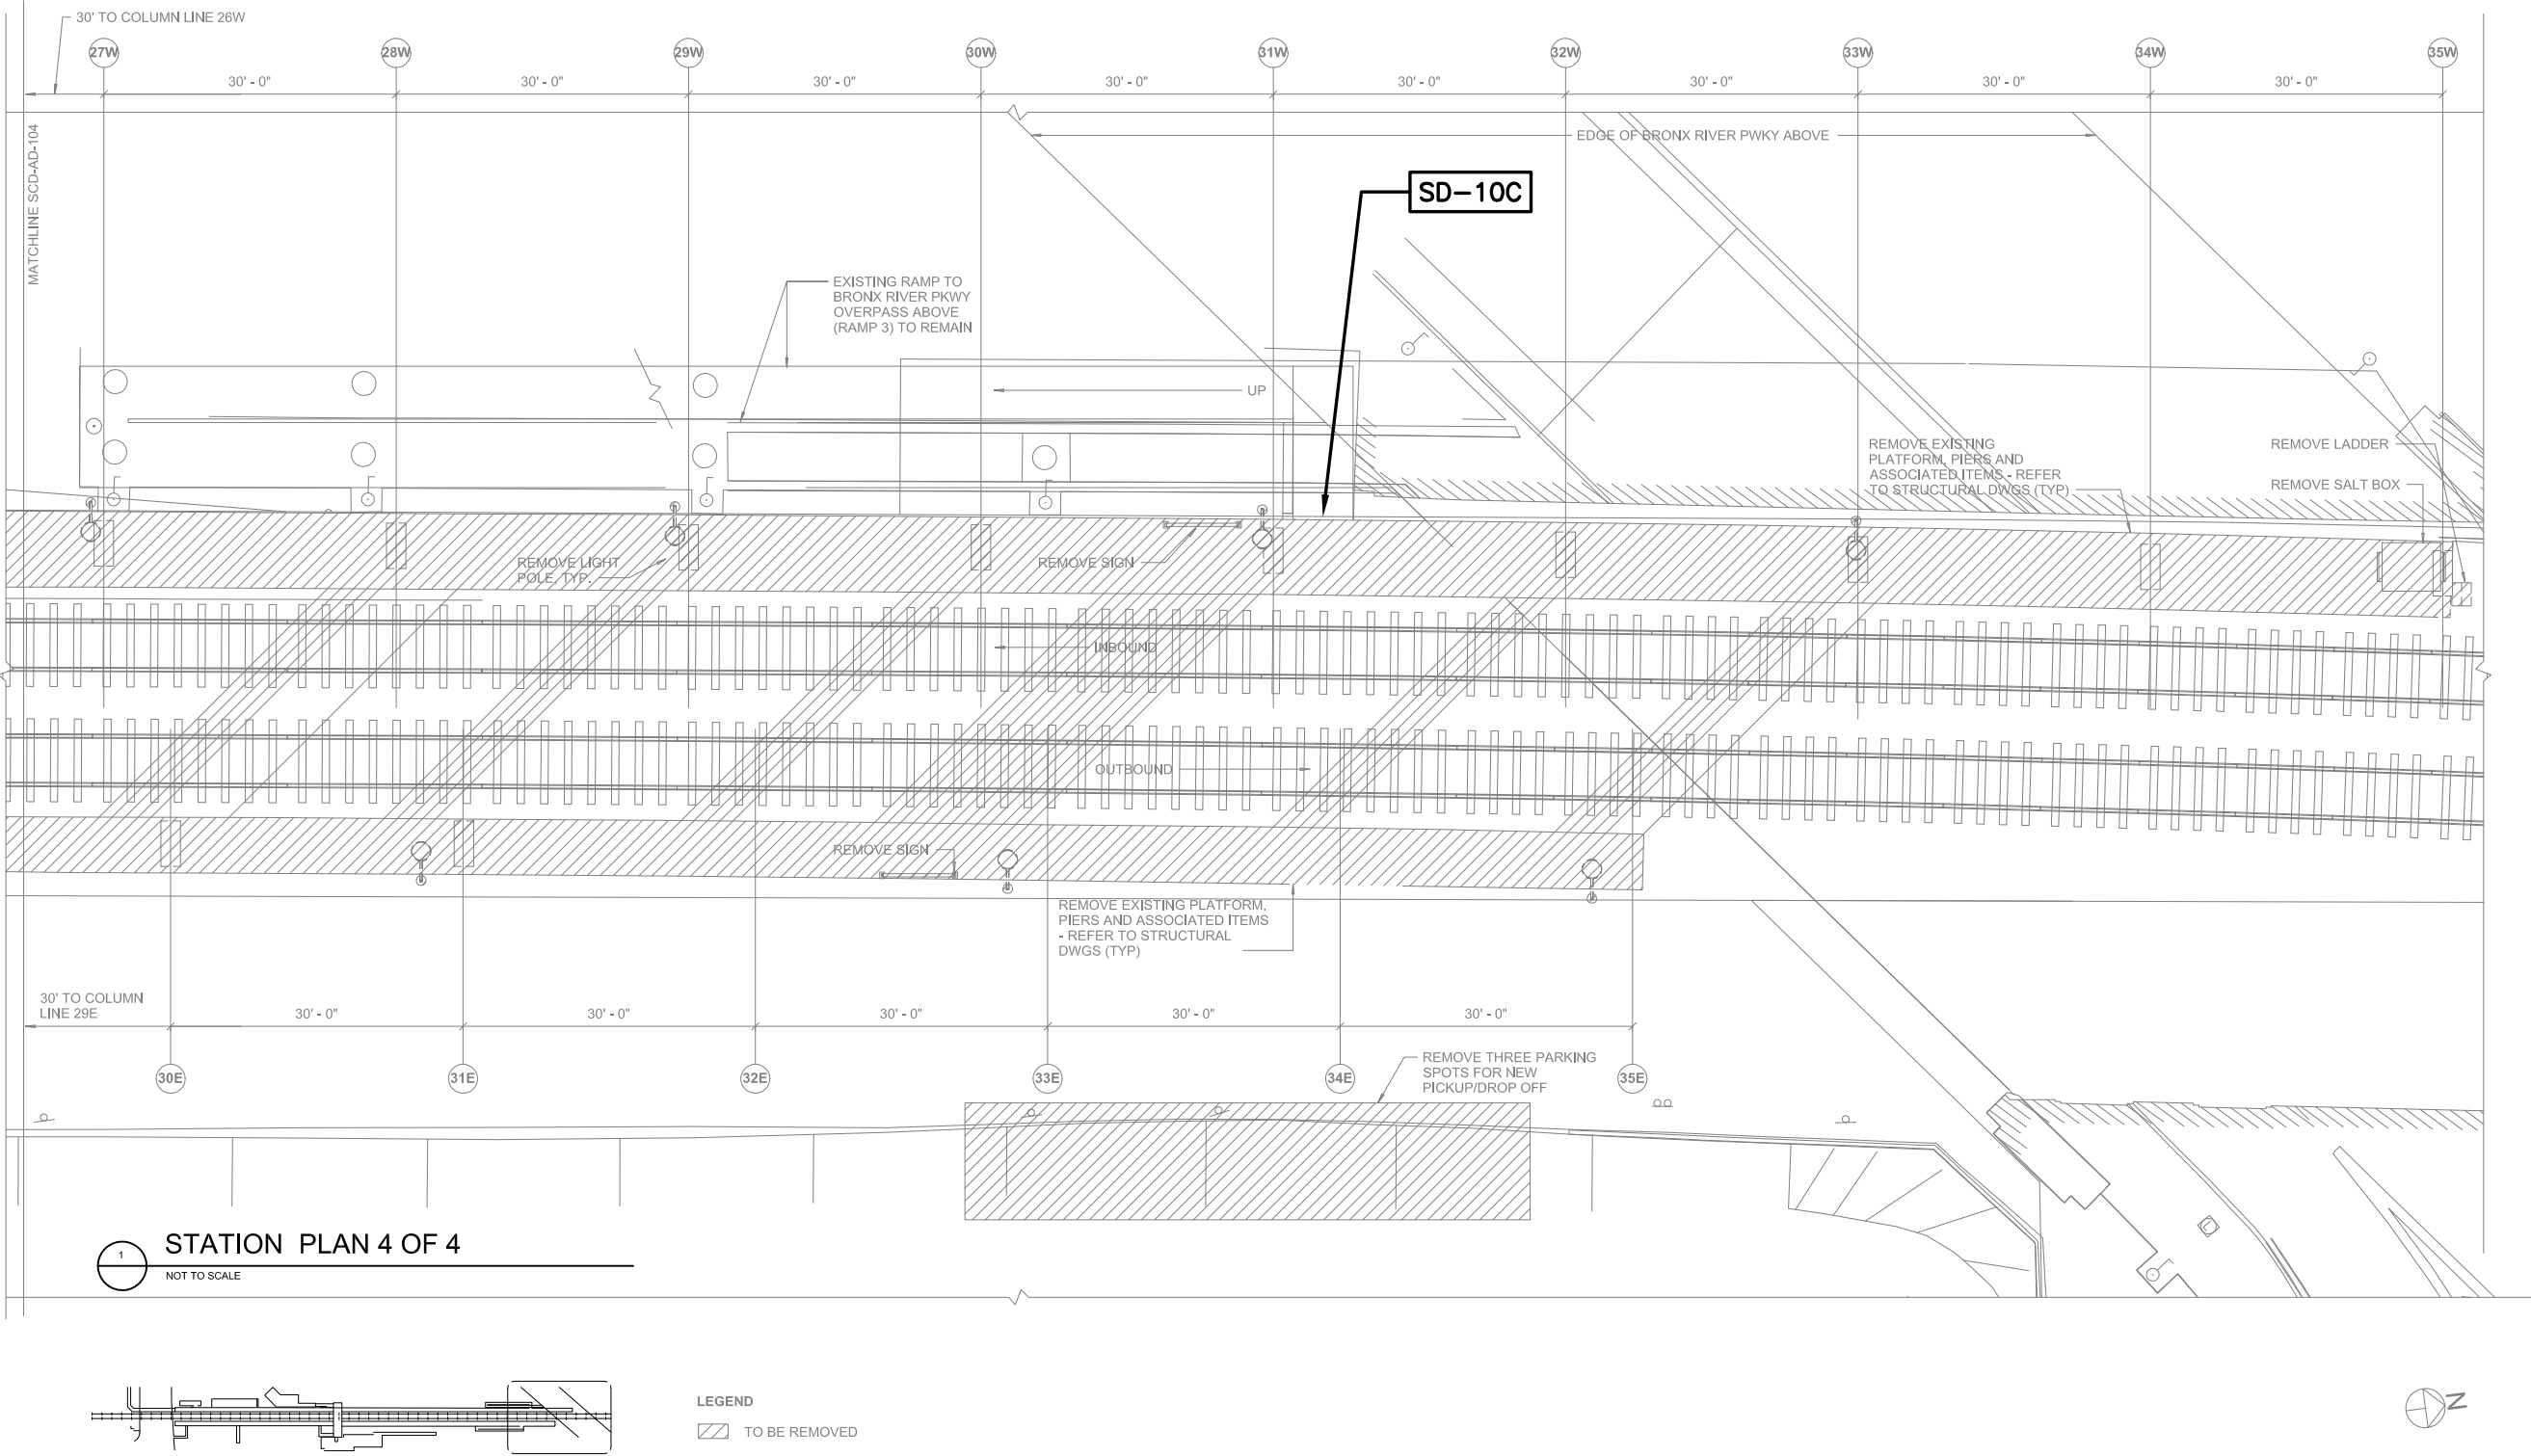 30' TO COLUMN LINE 26W
27W
28W
29W
30W
31W
32W
33W
34W
35W
30' - 0"
30' - 0"
30' - 0"
30' - 0"
30' - 0"
30' - 0"
30' - 0"
30' - 0"
MATCHLINE SCD-AD-104
EDGE OF BRONX RIVER PWKY ABOVE
SD-10C
EXISTING RAMP TO
BRONX RIVER PKWY
OVERPASS ABOVE
(RAMP 3) TO REMAIN
UP
REMOVE EXISTING
PLATFORM, PIERS AND
ASSOCIATED ITEMS - REFER
TO STRUCTURAL DWGS (TYP)
REMOVE LADDER
REMOVE SALT BOX
REMOVE LIGHT
POLE, TYP.
REMOVE SIGN
INBOUND
OUTBOUND
REMOVE SIGN
REMOVE EXISTING PLATFORM,
PIERS AND ASSOCIATED ITEMS
- REFER TO STRUCTURAL
DWGS (TYP)
30' TO COLUMN
LINE 29E
30' - 0"
30' - 0"
30' - 0"
30' - 0"
30' - 0"
30E
31E
32E
33E
34E
35E
REMOVE THREE PARKING
SPOTS FOR NEW
PICKUP/DROP OFF
1
STATION PLAN 4 OF 4
NOT TO SCALE
LEGEND
TO BE REMOVED
N